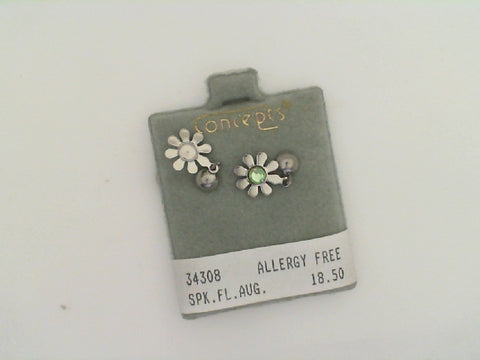 Concepts
34308 ALLERGY FREE
SPK.FL.AUG. 18.50